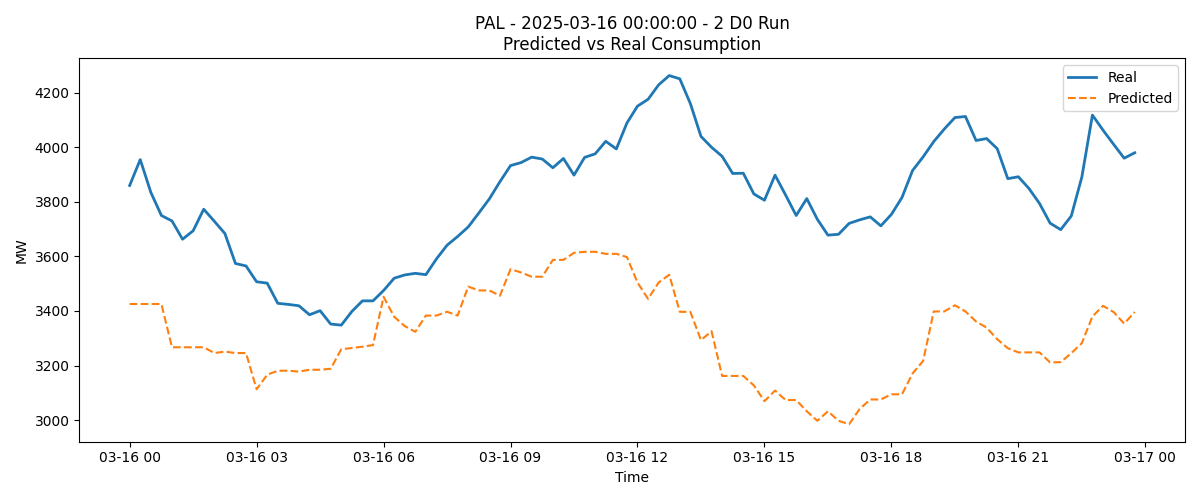 PAL - 2025-03-16 00:00:00 - 2 D0 Run
Predicted vs Real Consumption
Real
Predicted
MW
4200
4000
3800
3600
3400
3200
3000
03-16 00
03-16 03
03-16 06
03-16 09
03-16 12
03-16 15
03-16 18
03-16 21
03-17 00
Time